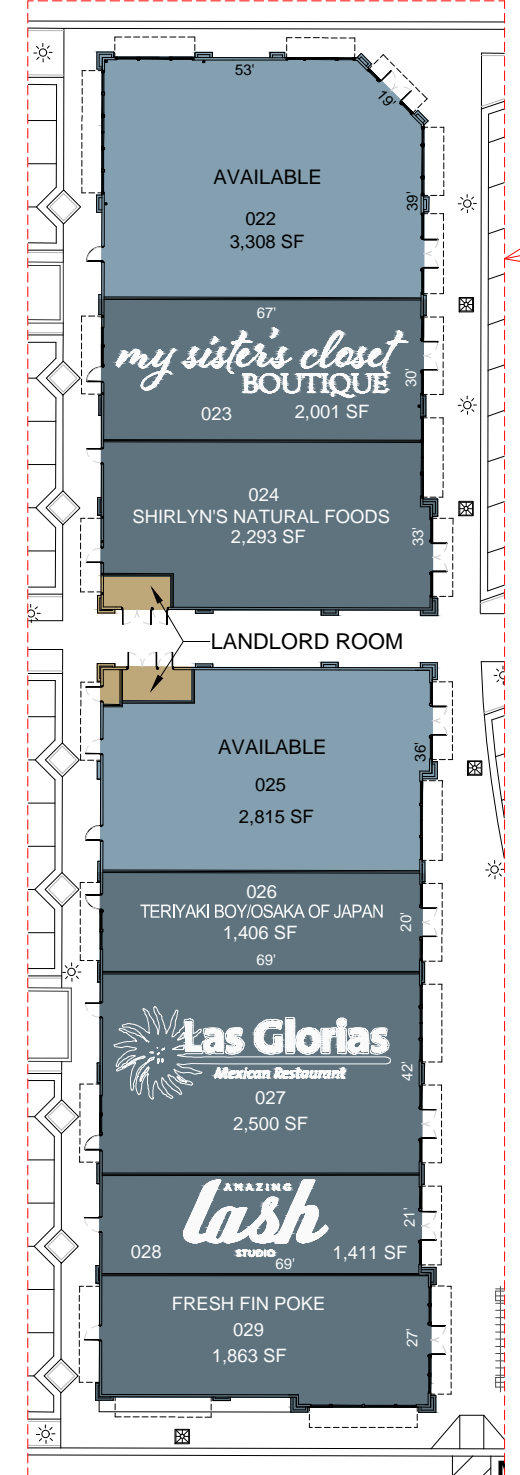 53'
19'
AVAILABLE
39'
022
3,308 SF
67'
my sister's closet
BOUTIQUE
30'
023 2,001 SF
024
SHIRLYN'S NATURAL FOODS
2,293 SF
33'
LANDLORD ROOM
AVAILABLE
36'
025
2,815 SF
026
TERIYAKI BOY/OSAKA OF JAPAN
1,406 SF
20'
69'
Las Glorias
Mexican Restaurant
42'
027
2,500 SF
AMAZING
lash
STUDIO
21'
028 69' 1,411 SF
FRESH FIN POKE
029
27'
1,863 SF